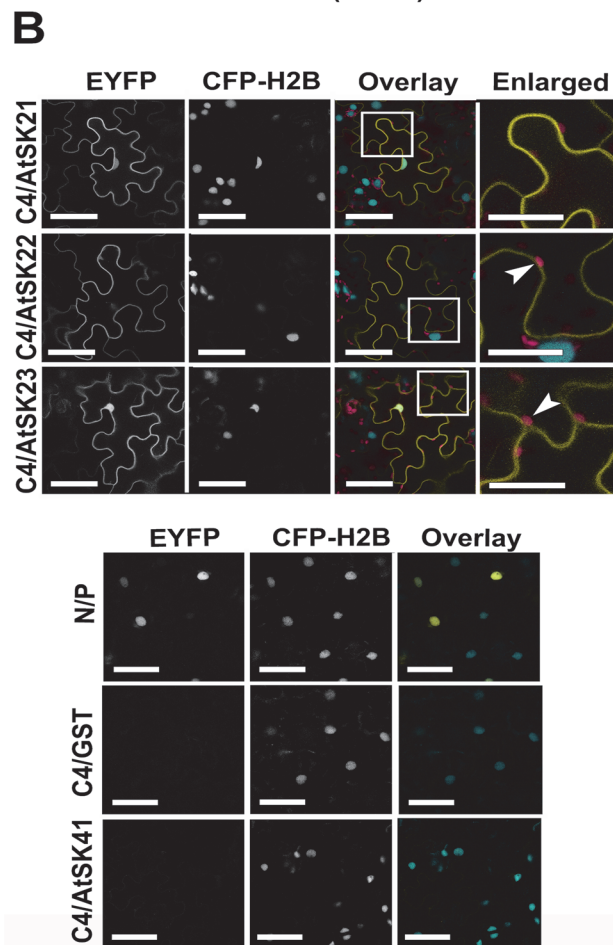 B
EYFP CFP-H2B Overlay Enlarged
C4/AtSK21
C4/AtSK22
C4/AtSK23
EYFP CFP-H2B Overlay
N/P
C4/GST
C4/AtSK41